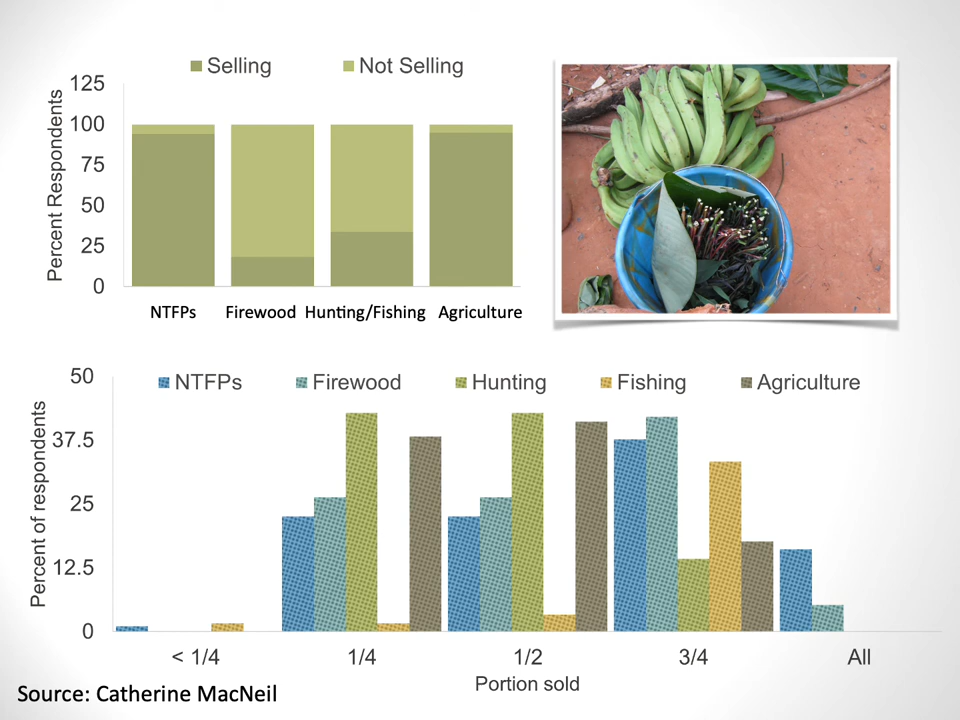 Selling Not Selling
125
100
75
50
25
0
Percent Respondents
NTFPs Firewood Hunting/Fishing Agriculture
NTFPs Firewood Hunting Fishing Agriculture
50
37.5
25
12.5
0
Percent of respondents
< 1/4 1/4 1/2 3/4 All
Portion sold
Source: Catherine MacNeil